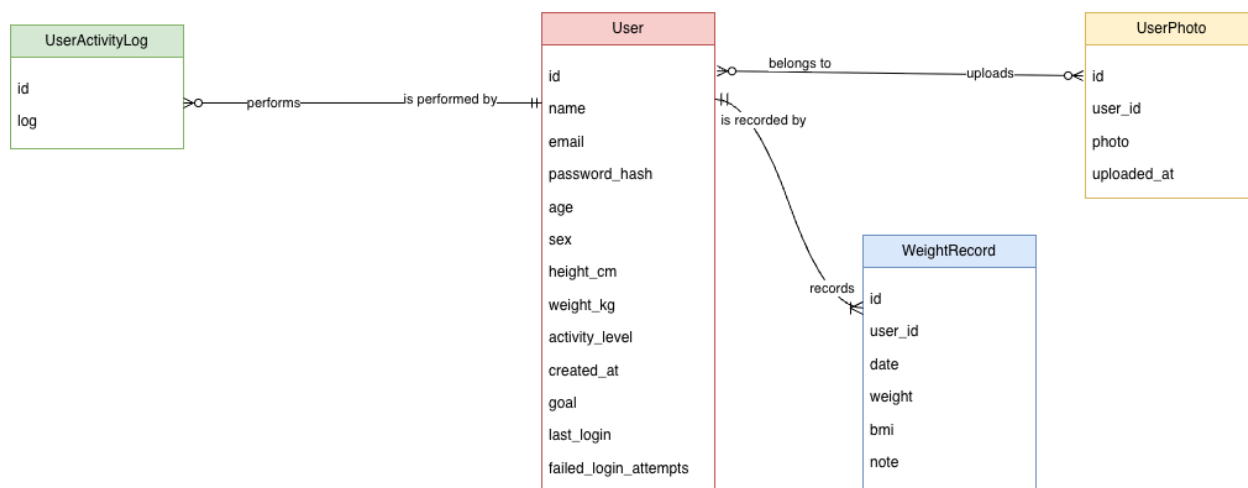 UserActivityLog
id
log
performs
is performed by
User
id
name
email
password_hash
age
sex
height_cm
weight_kg
activity_level
created_at
goal
last_login
failed_login_attempts
belongs to
uploads
is recorded by
records
UserPhoto
id
user_id
photo
uploaded_at
WeightRecord
id
user_id
date
weight
bmi
note